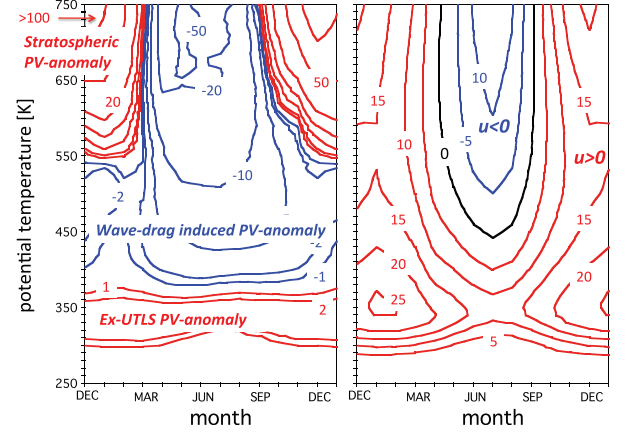 potential temperature [K]
750
650
550
450
350
250
>100
Stratospheric
PV-anomaly
20
50
-50
-20
-10
-2
Wave-drag induced PV-anomaly
-2
-1
1
2
Ex-UTLS PV-anomaly
DEC MAR JUN SEP DEC
month
15
10
0
-5
10
u<0
15
u>0
15
15
20
20
25
5
DEC MAR JUN SEP DEC
month